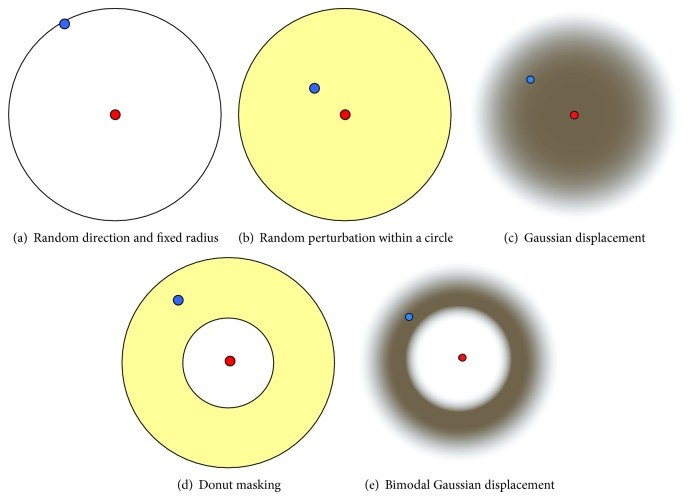 (a) Random direction and fixed radius
(b) Random perturbation within a circle
(c) Gaussian displacement
(d) Donut masking
(e) Bimodal Gaussian displacement